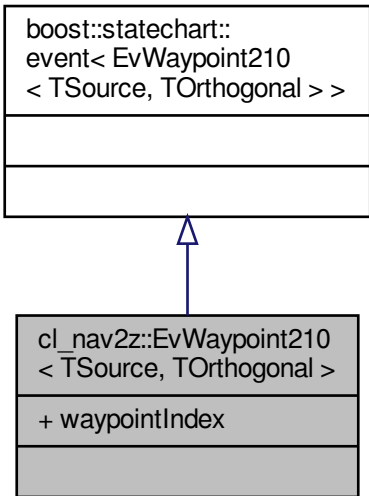 boost::statechart::
event< EvWaypoint210
< TSource, TOrthogonal > >
cl_nav2z::EvWaypoint210
< TSource, TOrthogonal >
+ waypointIndex